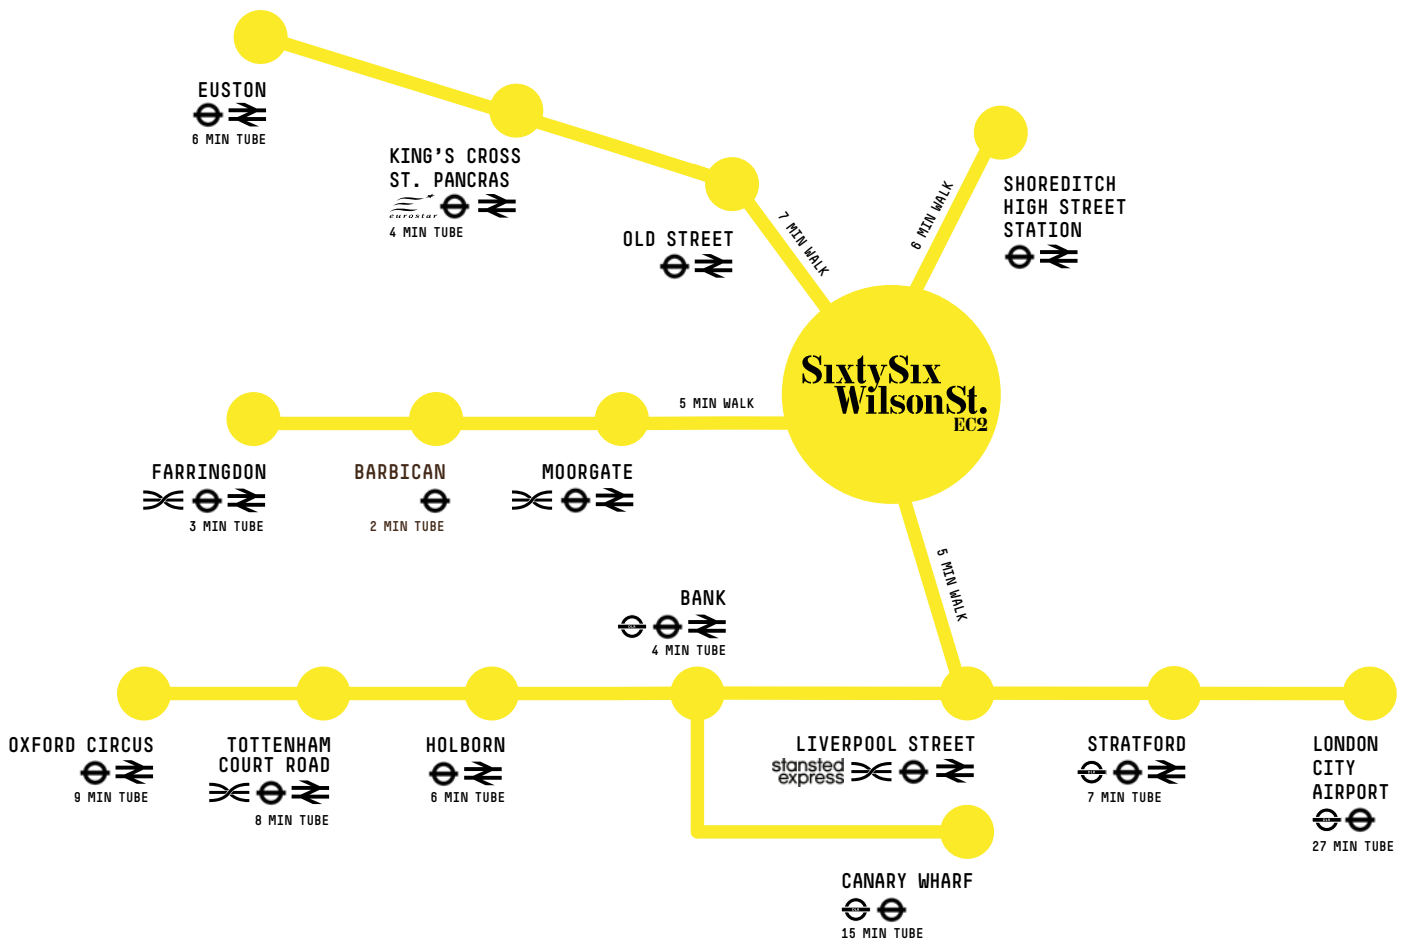 EUSTON
6 MIN TUBE
KING'S CROSS
ST. PANCRAS
eurostar
4 MIN TUBE
OLD STREET
7 MIN WALK
6 MIN WALK
SHOREDITCH
HIGH STREET
STATION
SixtySix
WilsonSt.
EC2
5 MIN WALK
FARRINGDON
3 MIN TUBE
BARBICAN
2 MIN TUBE
MOORGATE
5 MIN WALK
BANK
DLR
4 MIN TUBE
OXFORD CIRCUS
9 MIN TUBE
TOTTENHAM
COURT ROAD
8 MIN TUBE
HOLBORN
6 MIN TUBE
LIVERPOOL STREET
stansted
express
STRATFORD
DLR
7 MIN TUBE
LONDON
CITY
AIRPORT
DLR
27 MIN TUBE
CANARY WHARF
DLR
15 MIN TUBE